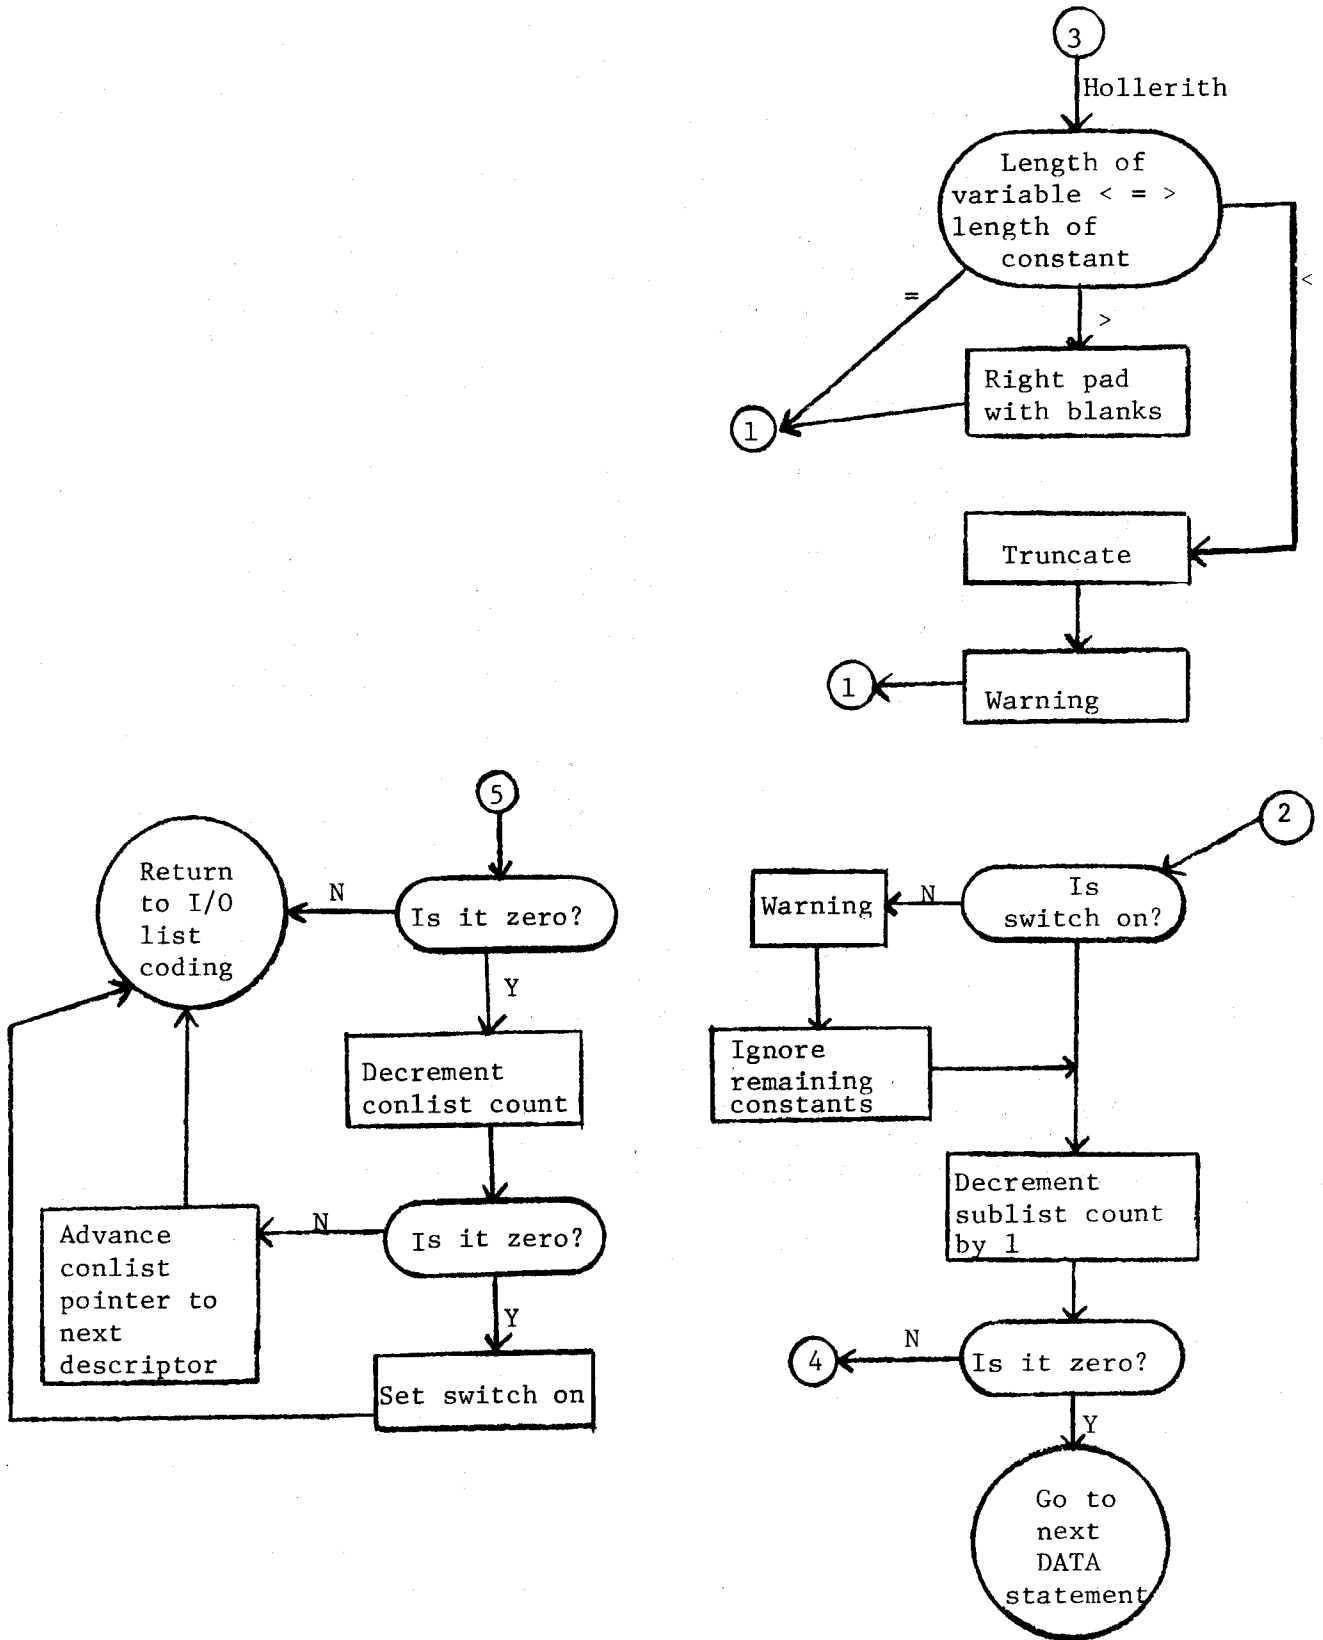 3
Hollerith
Length of
variable < = >
length of
constant
=
>
<
Right pad
with blanks
1
Truncate
Warning
1
5
Is it zero?
N
Return
to I/O
list
coding
Y
Decrement
conlist count
Is it zero?
N
Advance
conlist
pointer to
next
descriptor
Y
Set switch on
2
Is
switch on?
N
Warning
Ignore
remaining
constants
Decrement
sublist count
by 1
Is it zero?
N
4
Y
Go to
next
DATA
statement